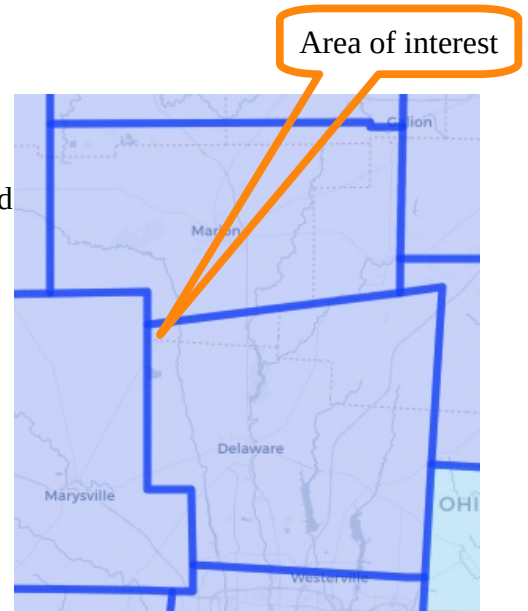 Area of interest
Galion
d
Marion
Delaware
Marysville
OHI
Westerville